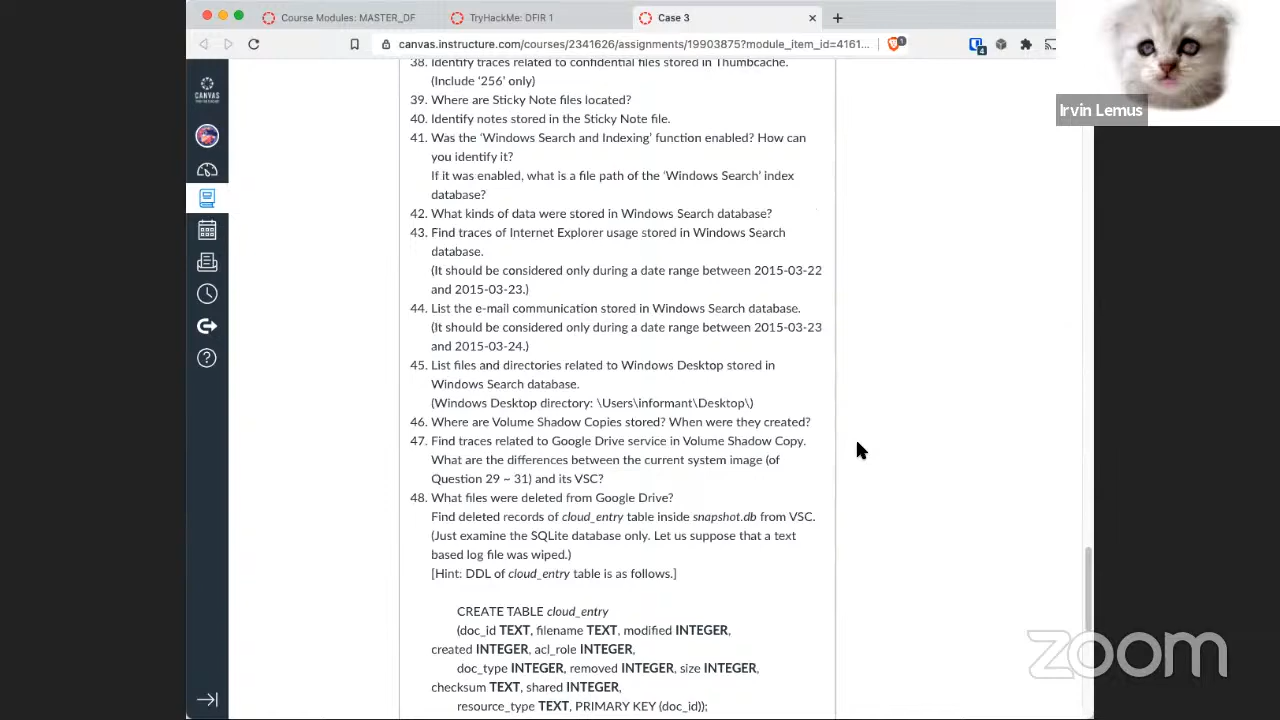 Course Modules: MASTER_DF
TryHackMe: DFIR 1
Case 3
canvas.instructure.com/courses/2341626/assignments/19903875?module_item_id=4161...
1
4
Irvin Lemus
CANVAS
38. Identify traces related to confidential files stored in Thumbcache.
(Include '256' only)
39. Where are Sticky Note files located?
40. Identify notes stored in the Sticky Note file.
41. Was the 'Windows Search and Indexing' function enabled? How can
you identify it?
If it was enabled, what is a file path of the 'Windows Search' index
database?
42. What kinds of data were stored in Windows Search database?
43. Find traces of Internet Explorer usage stored in Windows Search
database.
(It should be considered only during a date range between 2015-03-22
and 2015-03-23.)
44. List the e-mail communication stored in Windows Search database.
(It should be considered only during a date range between 2015-03-23
and 2015-03-24.)
45. List files and directories related to Windows Desktop stored in
Windows Search database.
(Windows Desktop directory: \Users\informant\Desktop\)
46. Where are Volume Shadow Copies stored? When were they created?
47. Find traces related to Google Drive service in Volume Shadow Copy.
What are the differences between the current system image (of
Question 29 ~ 31) and its VSC?
48. What files were deleted from Google Drive?
Find deleted records of cloud_entry table inside snapshot.db from VSC.
(Just examine the SQLite database only. Let us suppose that a text
based log file was wiped.)
[Hint: DDL of cloud_entry table is as follows.]
CREATE TABLE cloud_entry
(doc_id TEXT, filename TEXT, modified INTEGER,
created INTEGER, acl_role INTEGER,
doc_type INTEGER, removed INTEGER, size INTEGER,
checksum TEXT, shared INTEGER,
resource_type TEXT, PRIMARY KEY (doc_id));
zoom